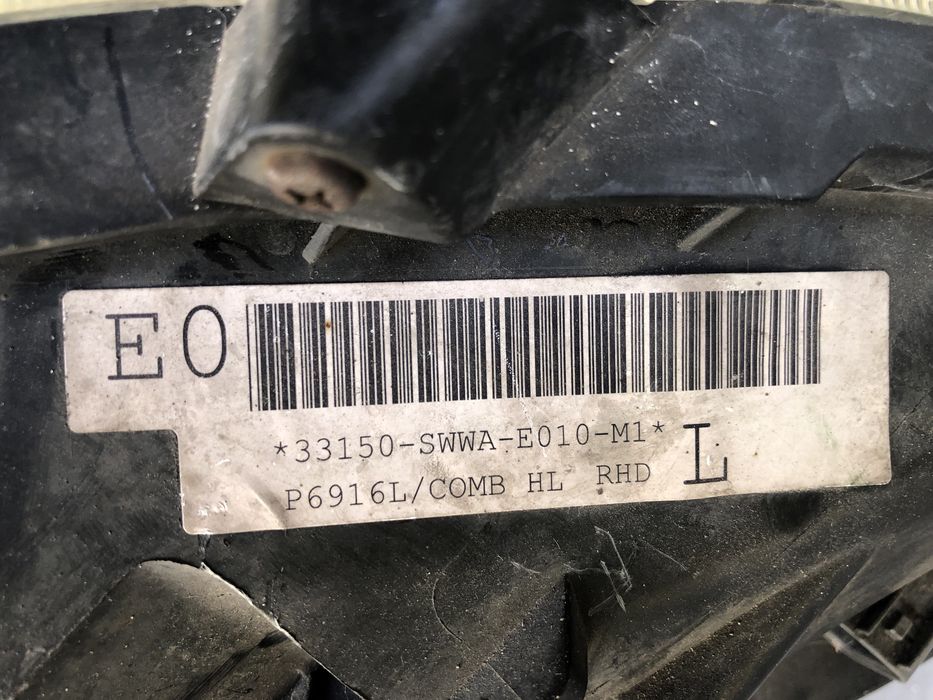 E0
*33150-SWWA-E010-M1*
P6916L/COMB HL RHD L